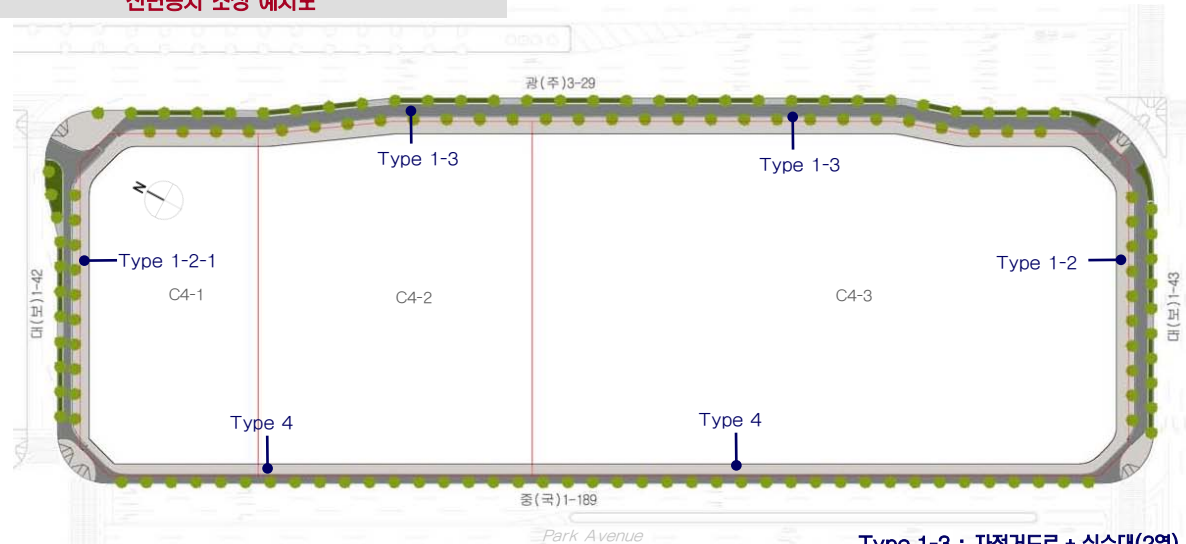 광(주)3-29
Type 1-3
Type 1-3
N
Type 1-2-1
Type 1-2
C4-1
C4-2
C4-3
대(보)1-42
대(보)1-43
Type 4
Type 4
중(국)1-189
Park Avenue